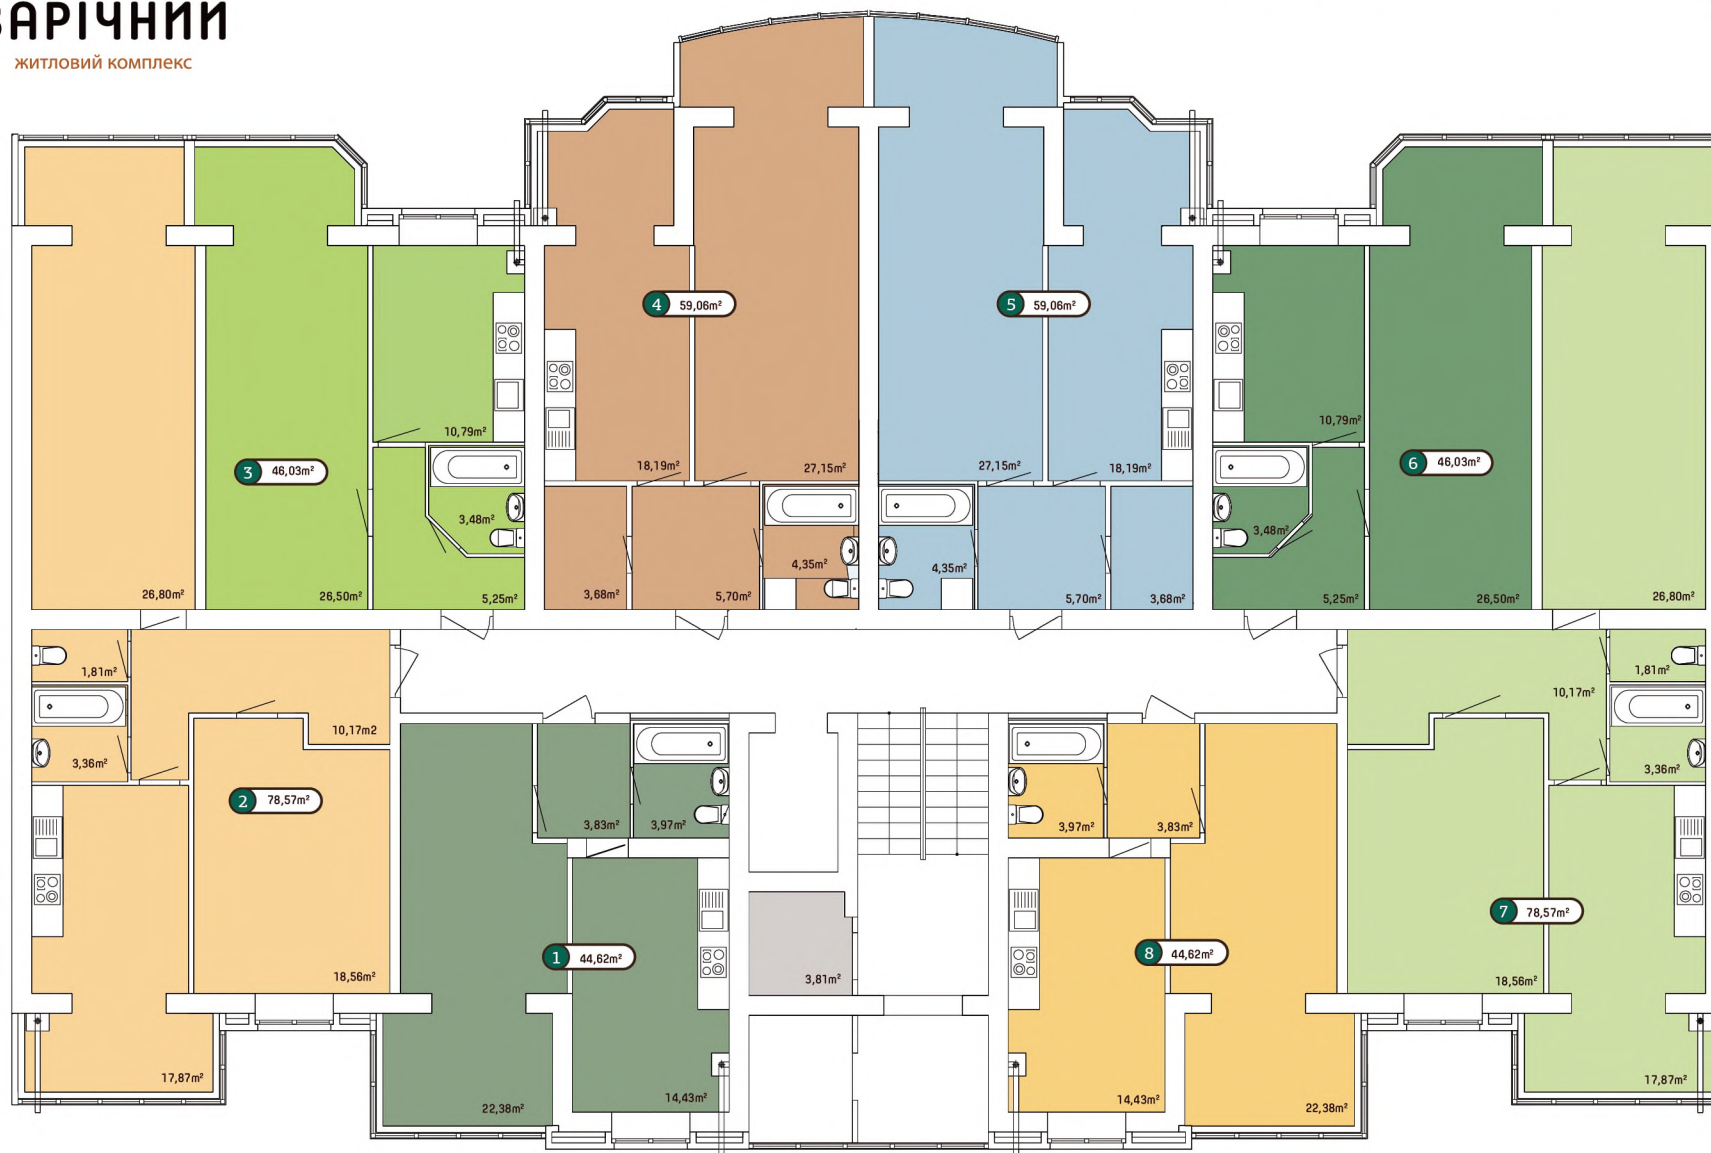 ЗАРІЧНИЙ
житловий комплекс
4 59,06m²
5 59,06m²
10,79m²
10,79m²
3 46,03m²
18,19m²
27,15m²
27,15m²
18,19m²
6 46,03m²
3,48m²
3,48m²
4,35m²
4,35m²
26,80m²
26,50m²
5,25m²
3,68m²
5,70m²
5,70m²
3,68m²
5,25m²
26,50m²
26,80m²
1,81m²
1,81m²
10,17m2
10,17m²
3,36m²
3,36m²
2 78,57m²
3,83m²
3,97m²
3,97m²
3,83m²
7 78,57m²
1 44,62m²
8 44,62m²
18,56m²
3,81m²
18,56m²
17,87m²
22,38m²
14,43m²
14,43m²
22,38m²
17,87m²